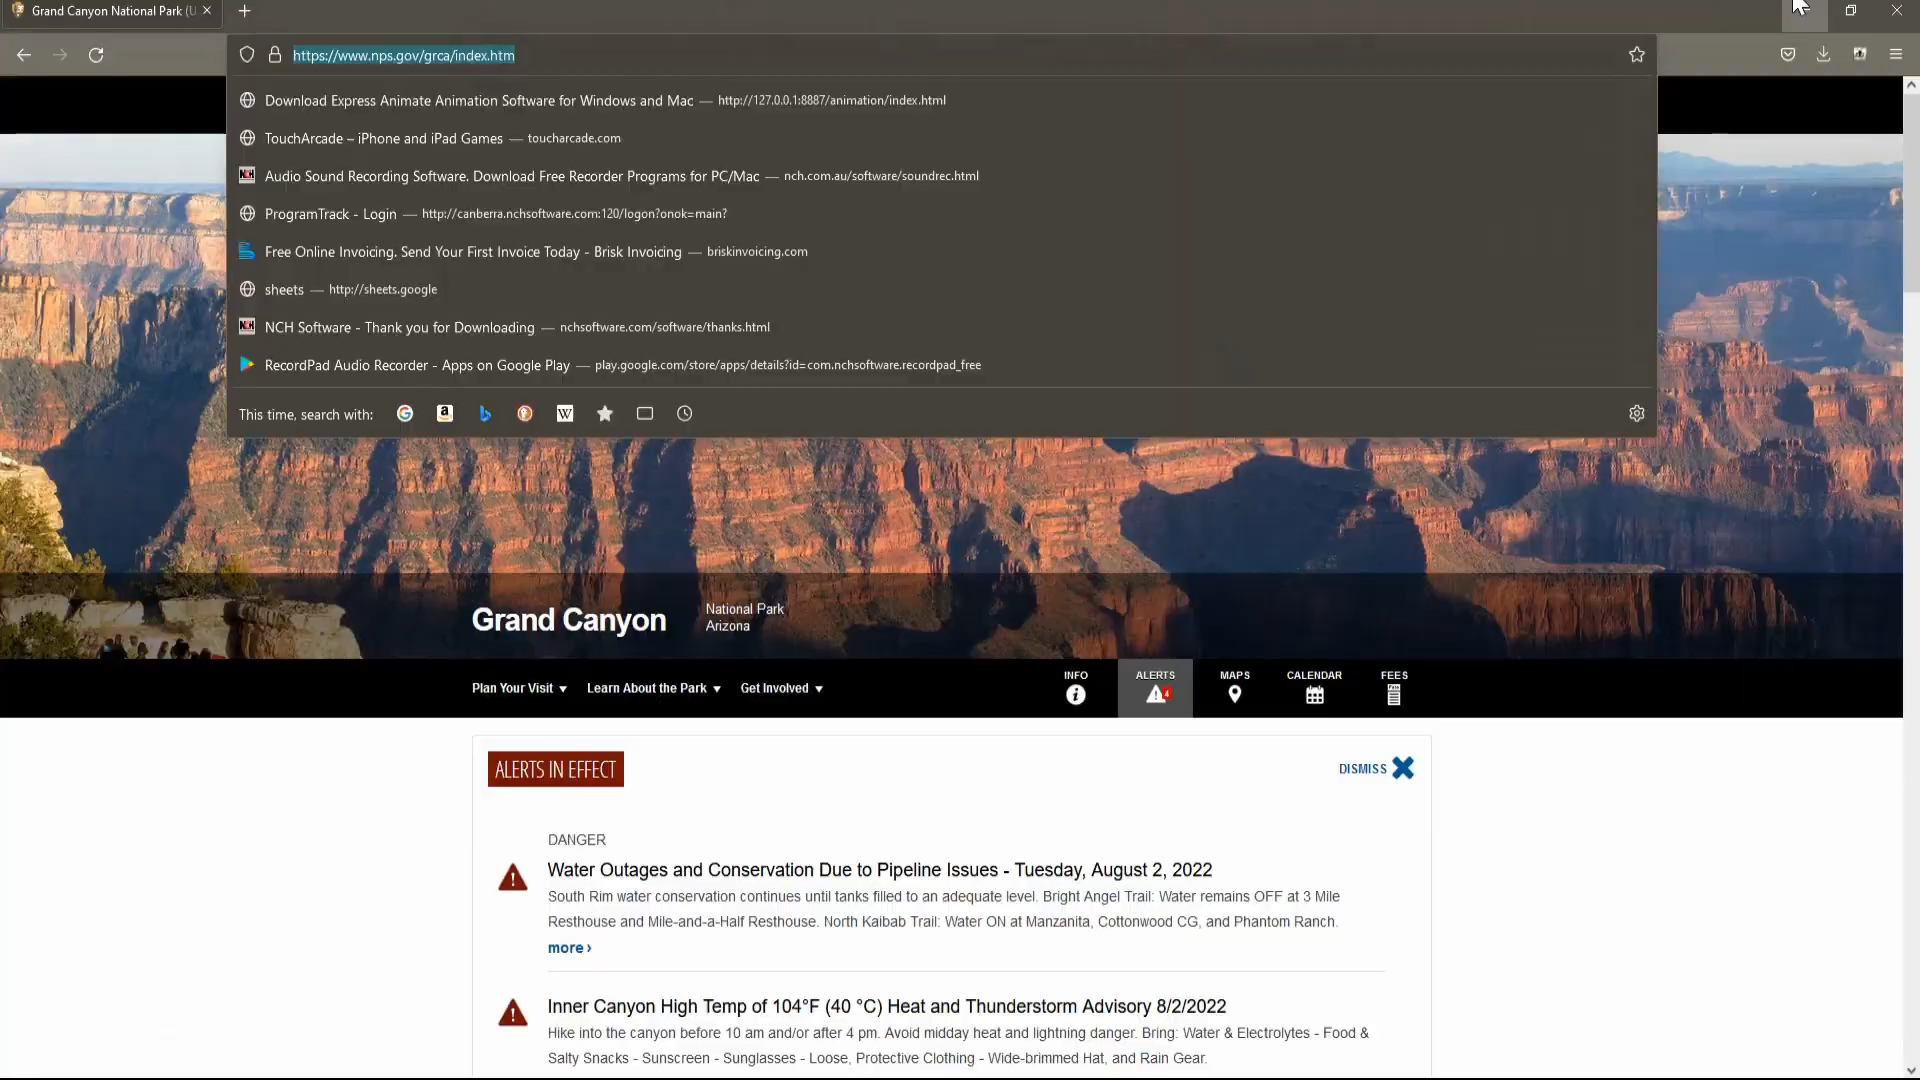 Grand Canyon National Park (U
https://www.nps.gov/grca/index.htm
Download Express Animate Animation Software for Windows and Mac — http://127.0.0.1:8887/animation/index.html
TouchArcade – iPhone and iPad Games — toucharcade.com
NCH Audio Sound Recording Software. Download Free Recorder Programs for PC/Mac — nch.com.au/software/soundrec.html
ProgramTrack - Login — http://canberra.nchsoftware.com:120/logon?onok=main?
Free Online Invoicing. Send Your First Invoice Today - Brisk Invoicing — briskinvoicing.com
sheets — http://sheets.google
NCH NCH Software - Thank you for Downloading — nchsoftware.com/software/thanks.html
RecordPad Audio Recorder - Apps on Google Play — play.google.com/store/apps/details?id=com.nchsoftware.recordpad_free
This time, search with: G a b W
Grand Canyon
National Park
Arizona
Plan Your Visit Learn About the Park Get Involved INFO ALERTS 4 MAPS CALENDAR FEES
ALERTS IN EFFECT
DISMISS
DANGER
Water Outages and Conservation Due to Pipeline Issues - Tuesday, August 2, 2022
South Rim water conservation continues until tanks filled to an adequate level. Bright Angel Trail: Water remains OFF at 3 Mile
Resthouse and Mile-and-a-Half Resthouse. North Kaibab Trail: Water ON at Manzanita, Cottonwood CG, and Phantom Ranch.
more ›
Inner Canyon High Temp of 104°F (40 °C) Heat and Thunderstorm Advisory 8/2/2022
Hike into the canyon before 10 am and/or after 4 pm. Avoid midday heat and lightning danger. Bring: Water & Electrolytes - Food &
Salty Snacks - Sunscreen - Sunglasses - Loose, Protective Clothing - Wide-brimmed Hat, and Rain Gear.